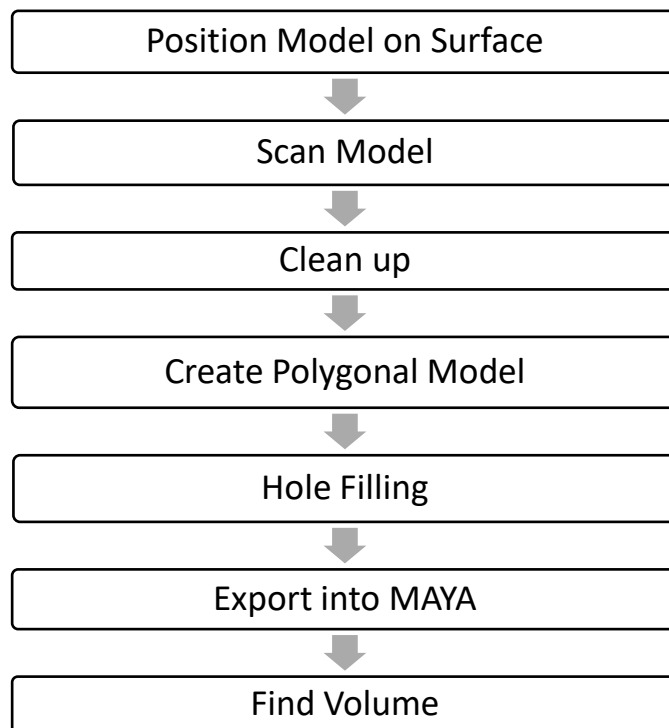 Position Model on Surface
Scan Model
Clean up
Create Polygonal Model
Hole Filling
Export into MAYA
Find Volume